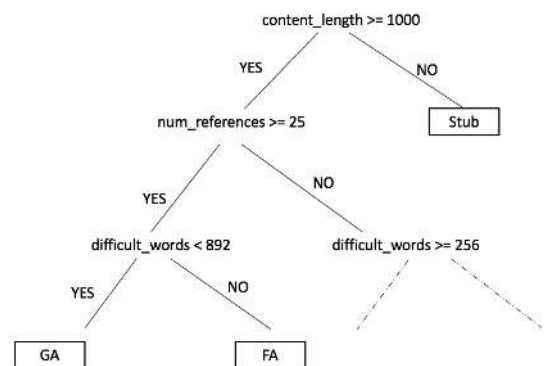 content_length >= 1000
YES
NO
num_references >= 25
Stub
YES
NO
difficult_words < 892
difficult_words >= 256
YES
NO
GA
FA